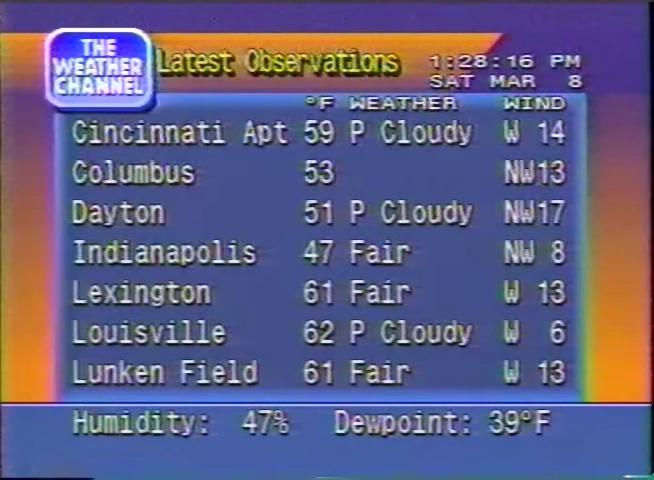 THE
WEATHER
CHANNEL
Latest Observations
1:28:16 PM
SAT MAR 8
°F WEATHER WIND
Cincinnati Apt 59 P Cloudy W 14
Columbus 53 NW13
Dayton 51 P Cloudy NW17
Indianapolis 47 Fair NW 8
Lexington 61 Fair W 13
Louisville 62 P Cloudy W 6
Lunken Field 61 Fair W 13
Humidity: 47% Dewpoint: 39°F